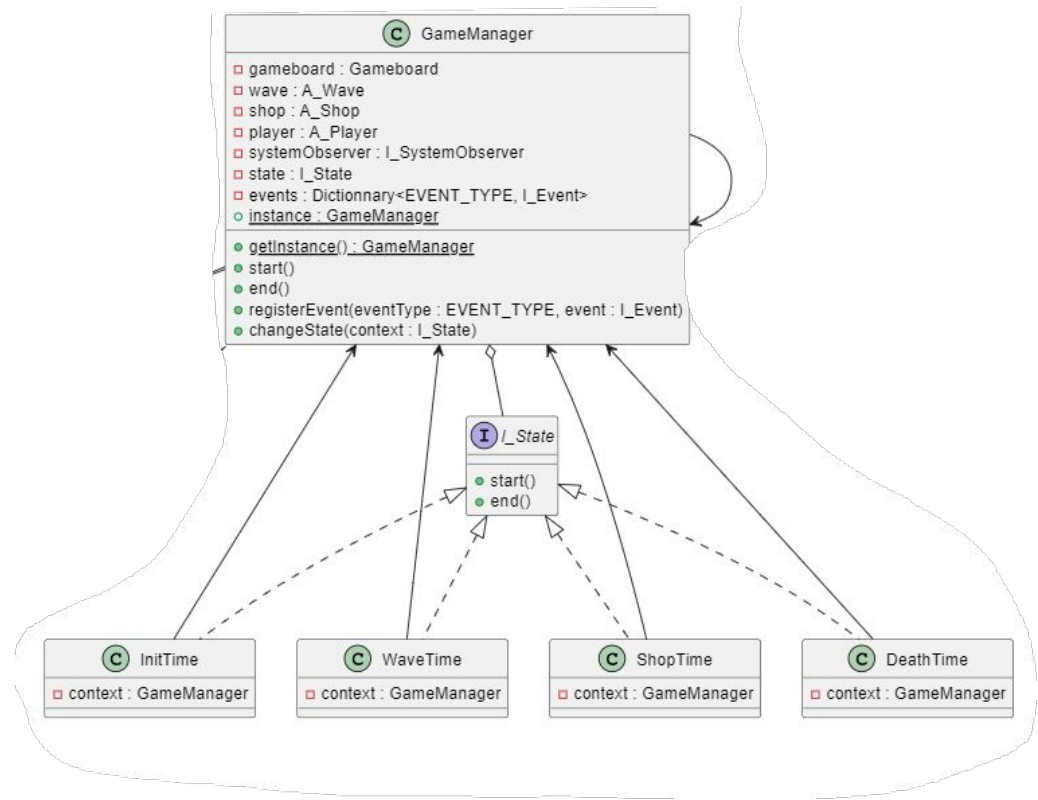 C GameManager
gameboard : Gameboard
wave : A_Wave
shop : A_Shop
player : A_Player
systemObserver : I_SystemObserver
state : I_State
events : Dictionnary<EVENT_TYPE, I_Event>
instance : GameManager
getInstance() : GameManager
start()
end()
registerEvent(eventType : EVENT_TYPE, event : I_Event)
changeState(context : I_State)
I I_State
start()
end()
C InitTime
context : GameManager
C WaveTime
context : GameManager
C ShopTime
context : GameManager
C DeathTime
context : GameManager